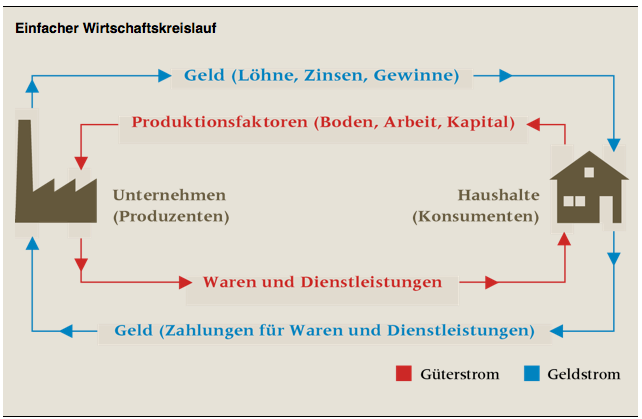 Einfacher Wirtschaftskreislauf
Geld (Löhne, Zinsen, Gewinne)
Produktionsfaktoren (Boden, Arbeit, Kapital)
Unternehmen
(Produzenten)
Haushalte
(Konsumenten)
Waren und Dienstleistungen
Geld (Zahlungen für Waren und Dienstleistungen)
Güterstrom
Geldstrom